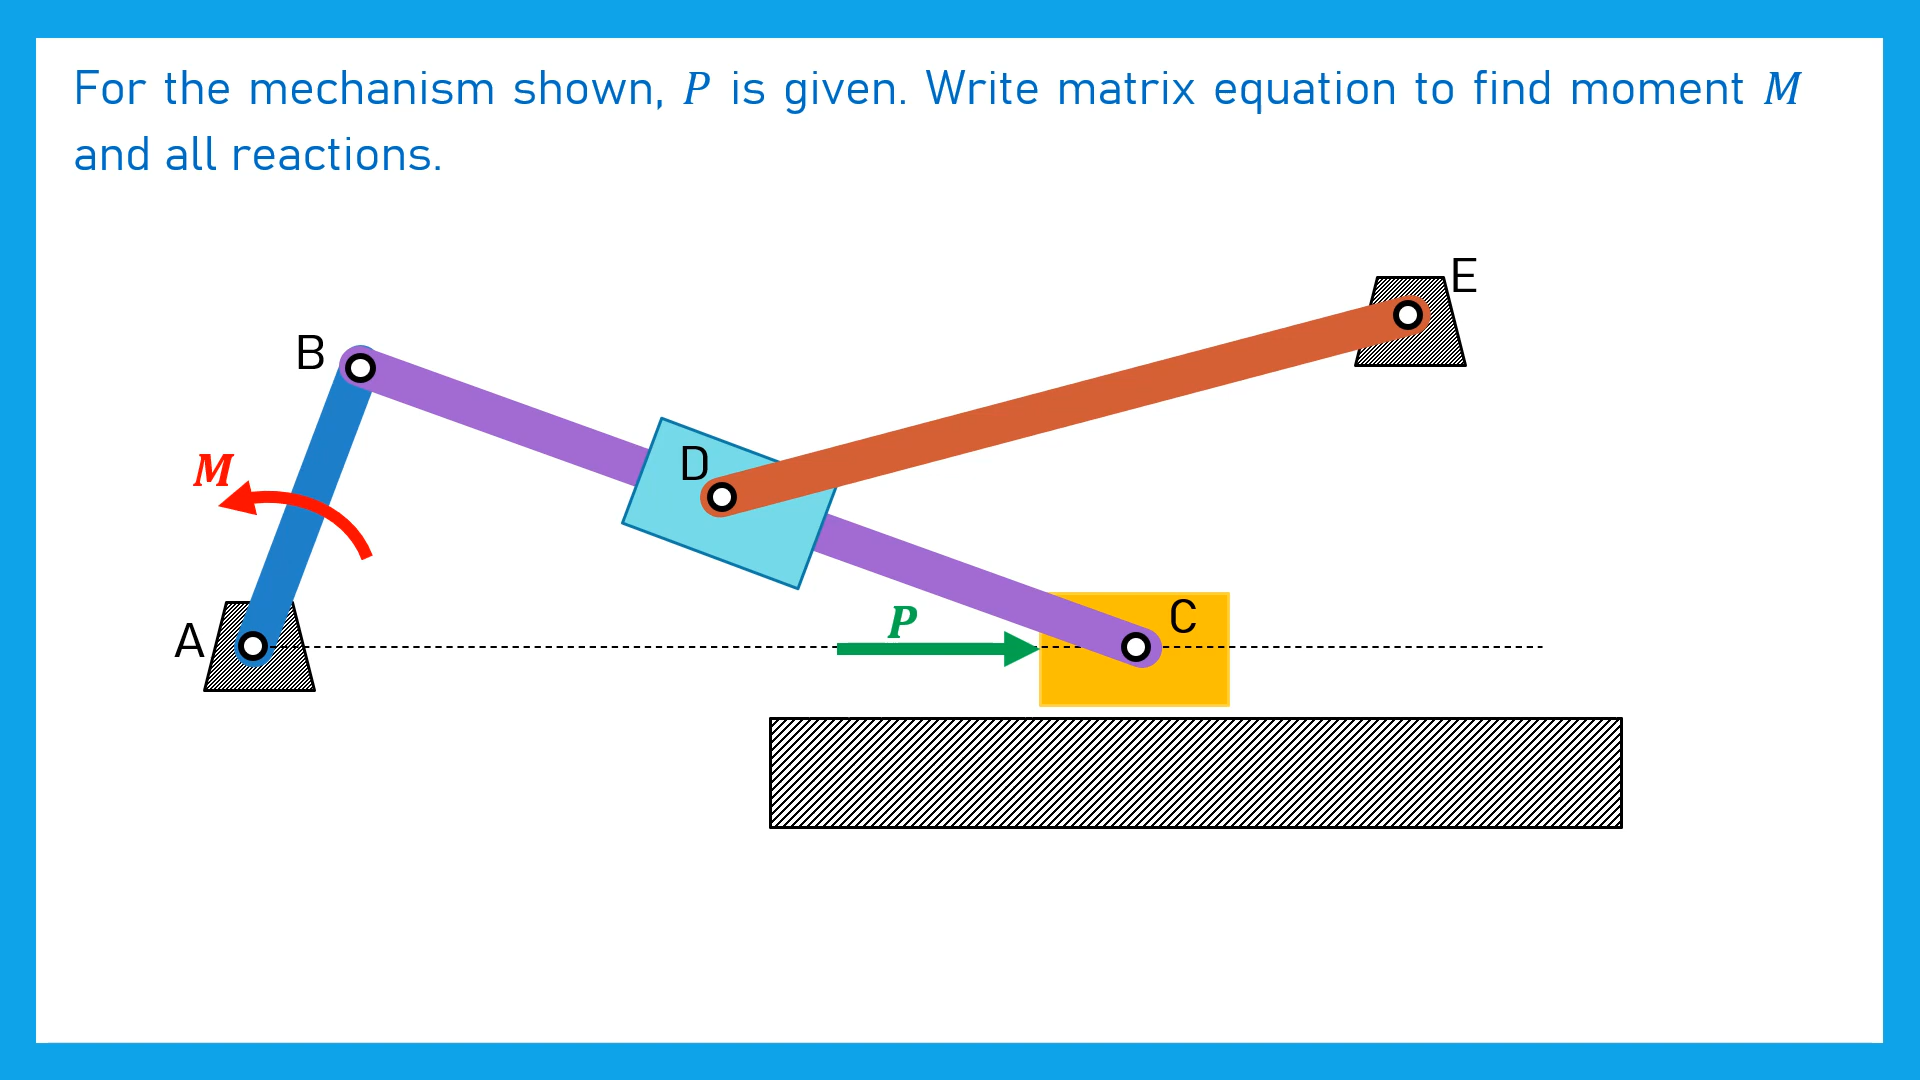 For the mechanism shown, P is given. Write matrix equation to find moment M
and all reactions.
E
B
D
M
P
C
A